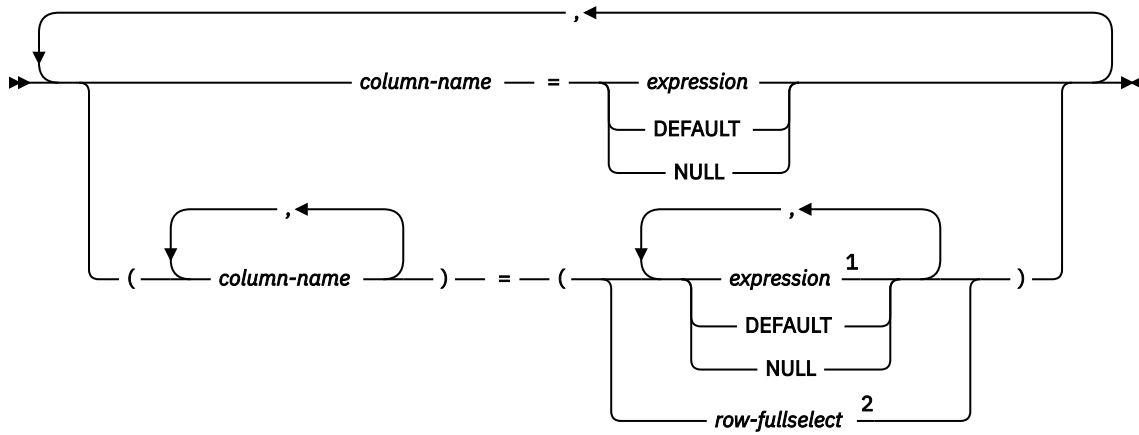 ,
column-name = expression
DEFAULT
NULL
, ,
( column-name ) = ( expression 1 )
DEFAULT
NULL
row-fullselect 2